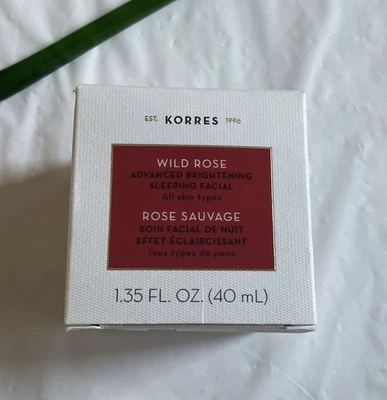 EST. KORRES 1996
WILD ROSE
ADVANCED BRIGHTENING
SLEEPING FACIAL
All skin types
ROSE SAUVAGE
SOIN FACIAL DE NUIT
EFFET ÉCLAIRCISSANT
Tous types de peau
1.35 FL. OZ. (40 mL)